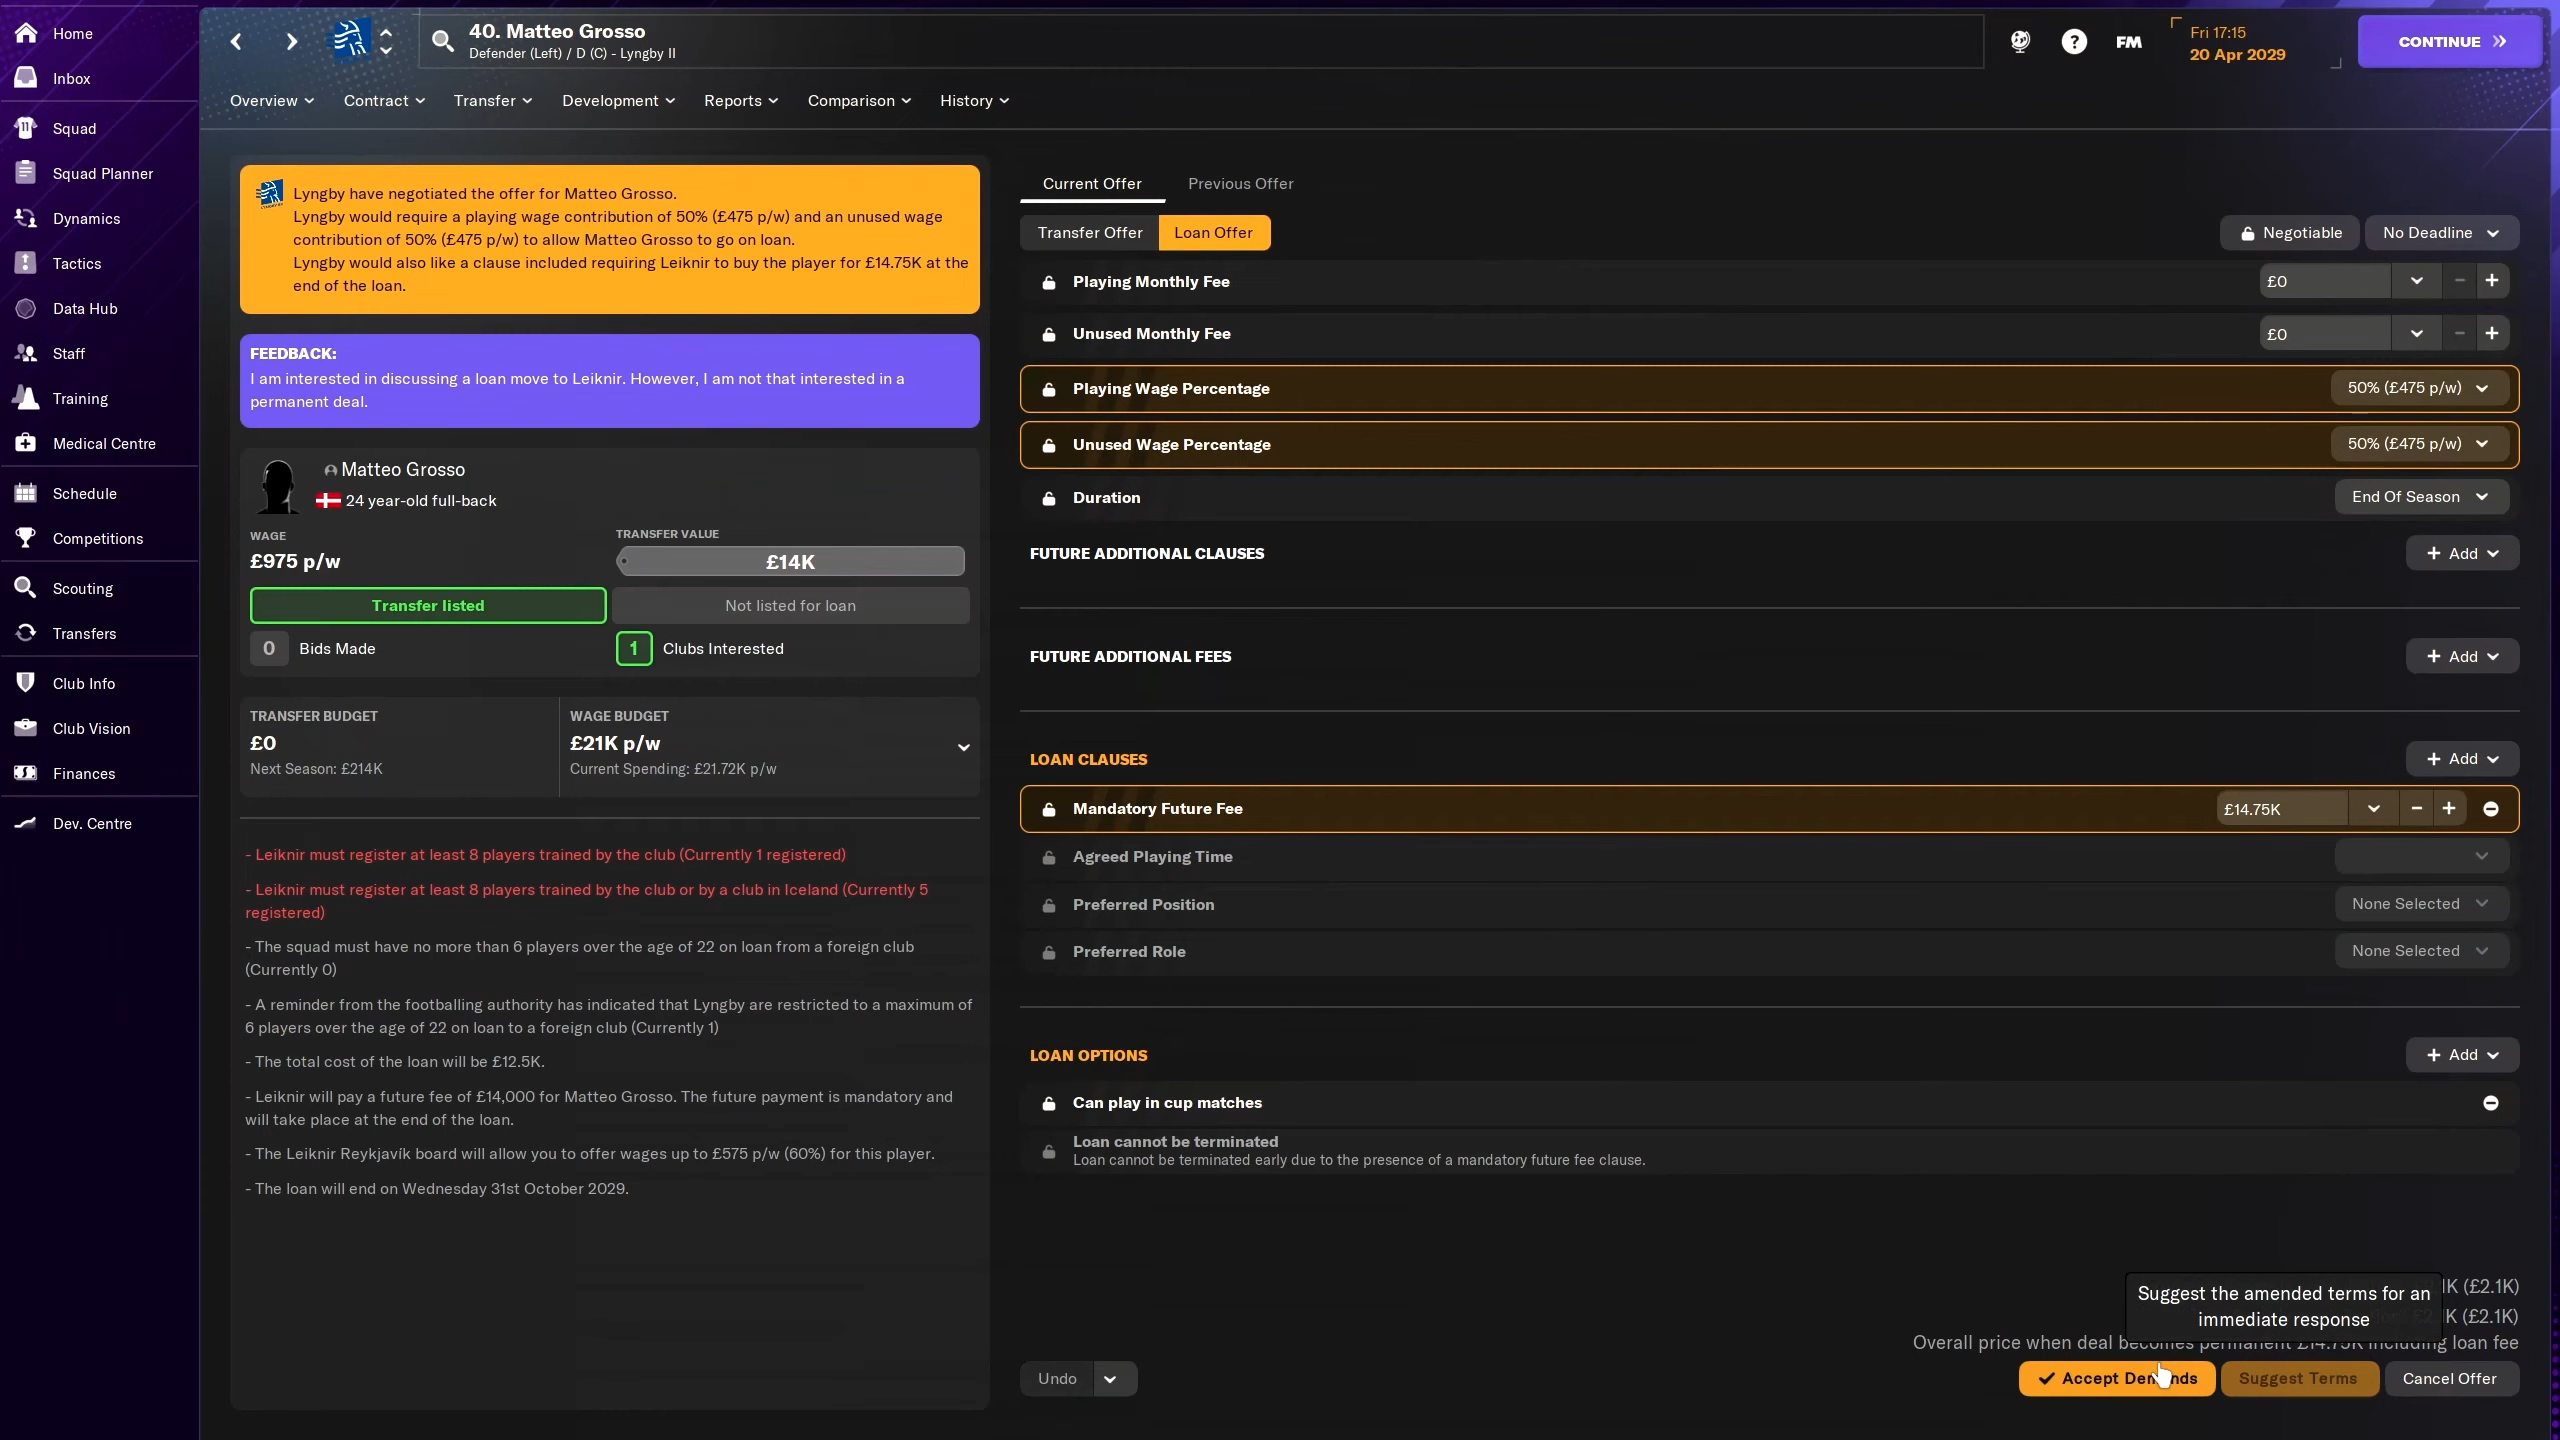 Home
Inbox
Squad
Squad Planner
Dynamics
Tactics
Data Hub
Staff
Training
Medical Centre
Schedule
Competitions
Scouting
Transfers
Club Info
Club Vision
Finances
Dev. Centre
40. Matteo Grosso
Defender (Left) / D (C) - Lyngby II
FM
Fri 17:15
20 Apr 2029
CONTINUE
Overview
Contract
Transfer
Development
Reports
Comparison
History
Lyngby have negotiated the offer for Matteo Grosso.
Lyngby would require a playing wage contribution of 50% (£475 p/w) and an unused wage
contribution of 50% (£475 p/w) to allow Matteo Grosso to go on loan.
Lyngby would also like a clause included requiring Leiknir to buy the player for £14.75K at the
end of the loan.
FEEDBACK:
I am interested in discussing a loan move to Leiknir. However, I am not that interested in a
permanent deal.
Matteo Grosso
24 year-old full-back
WAGE
£975 p/w
TRANSFER VALUE
£14K
Transfer listed
Not listed for loan
0 Bids Made
1 Clubs Interested
TRANSFER BUDGET
£0
Next Season: £214K
WAGE BUDGET
£21K p/w
Current Spending: £21.72K p/w
- Leiknir must register at least 8 players trained by the club (Currently 1 registered)
- Leiknir must register at least 8 players trained by the club or by a club in Iceland (Currently 5
registered)
- The squad must have no more than 6 players over the age of 22 on loan from a foreign club
(Currently 0)
- A reminder from the footballing authority has indicated that Lyngby are restricted to a maximum of
6 players over the age of 22 on loan to a foreign club (Currently 1)
- The total cost of the loan will be £12.5K.
- Leiknir will pay a future fee of £14,000 for Matteo Grosso. The future payment is mandatory and
will take place at the end of the loan.
- The Leiknir Reykjavík board will allow you to offer wages up to £575 p/w (60%) for this player.
- The loan will end on Wednesday 31st October 2029.
Current Offer
Previous Offer
Transfer Offer
Loan Offer
Negotiable
No Deadline
Playing Monthly Fee
£0
Unused Monthly Fee
£0
Playing Wage Percentage
50% (£475 p/w)
Unused Wage Percentage
50% (£475 p/w)
Duration
End Of Season
FUTURE ADDITIONAL CLAUSES
+ Add
FUTURE ADDITIONAL FEES
+ Add
LOAN CLAUSES
+ Add
Mandatory Future Fee
£14.75K
Agreed Playing Time
Preferred Position
None Selected
Preferred Role
None Selected
LOAN OPTIONS
+ Add
Can play in cup matches
Loan cannot be terminated
Loan cannot be terminated early due to the presence of a mandatory future fee clause.
Suggest the amended terms for an
immediate response
(£2.1K)
(£2.1K)
Overall price when deal becomes permanent £14.75K including loan fee
Undo
Accept Demands
Suggest Terms
Cancel Offer